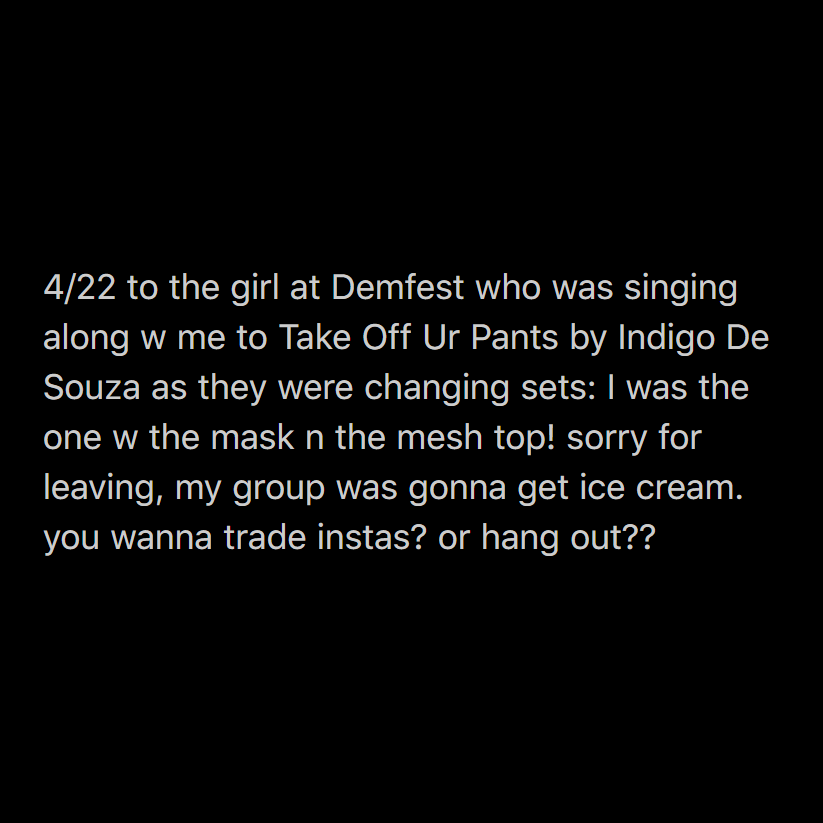 4/22 to the girl at Demfest who was singing
along w me to Take Off Ur Pants by Indigo De
Souza as they were changing sets: I was the
one w the mask n the mesh top! sorry for
leaving, my group was gonna get ice cream.
you wanna trade instas? or hang out??